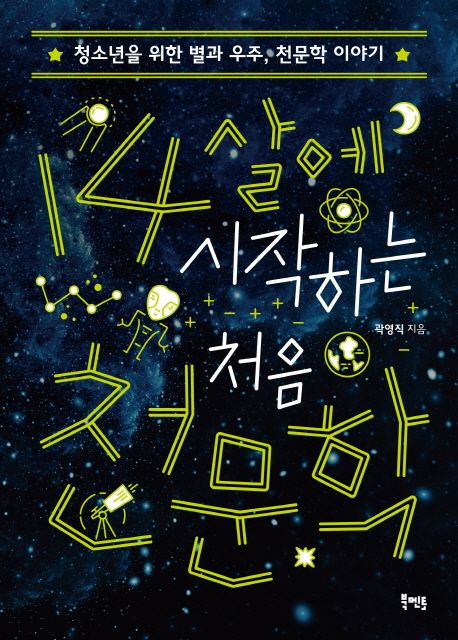 청소년을 위한 별과 우주, 천문학 이야기
14살에
시작하는
처음
곽영직 지음
천문학
북멘토